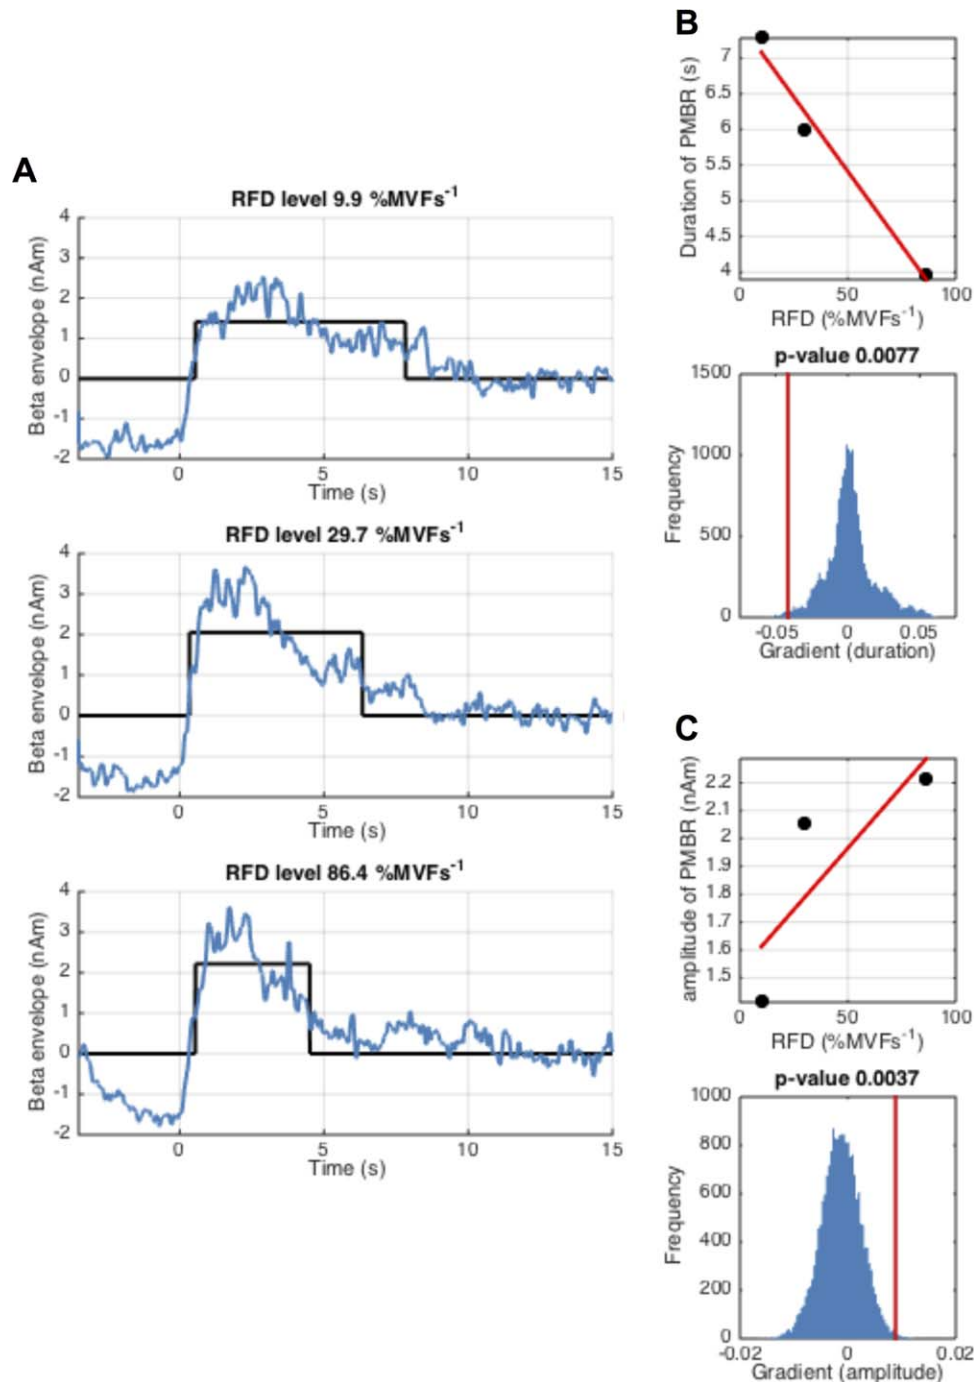 A
RFD level 9.9 %MVFs-1
Beta envelope (nAm)
4
3
2
1
0
-1
-2
0 5 10 15
Time (s)
RFD level 29.7 %MVFs-1
Beta envelope (nAm)
4
3
2
1
0
-1
-2
0 5 10 15
Time (s)
RFD level 86.4 %MVFs-1
Beta envelope (nAm)
4
3
2
1
0
-1
-2
0 5 10 15
Time (s)
B
Duration of PMBR (s)
7
6.5
6
5.5
5
4.5
4
0 50 100
RFD (%MVFs-1)
p-value 0.0077
Frequency
1500
1000
500
0
-0.05 0 0.05
Gradient (duration)
C
amplitude of PMBR (nAm)
2.2
2.1
2
1.9
1.8
1.7
1.6
1.5
0 50 100
RFD (%MVFs-1)
p-value 0.0037
Frequency
1000
800
600
400
200
0
-0.02 0 0.02
Gradient (amplitude)